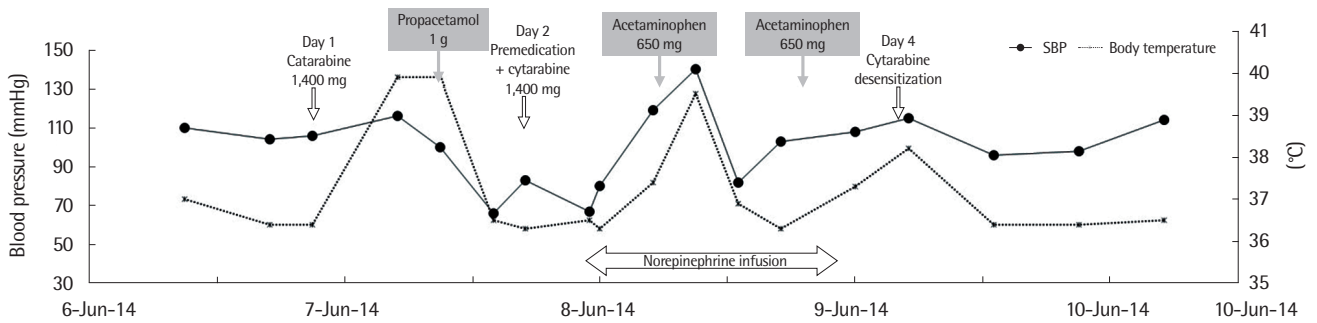 Blood pressure (mmHg)
150
130
110
90
70
50
30
Day 1
Catarabine
1,400 mg
Propacetamol
1 g
Day 2
Premedication
+ cytarabine
1,400 mg
Acetaminophen
650 mg
Acetaminophen
650 mg
Day 4
Cytarabine
desensitization
SBP
Body temperature
Norepinephrine infusion
41
40
39
38
37
36
35
(°C)
6-Jun-14
7-Jun-14
8-Jun-14
9-Jun-14
10-Jun-14
10-Jun-14